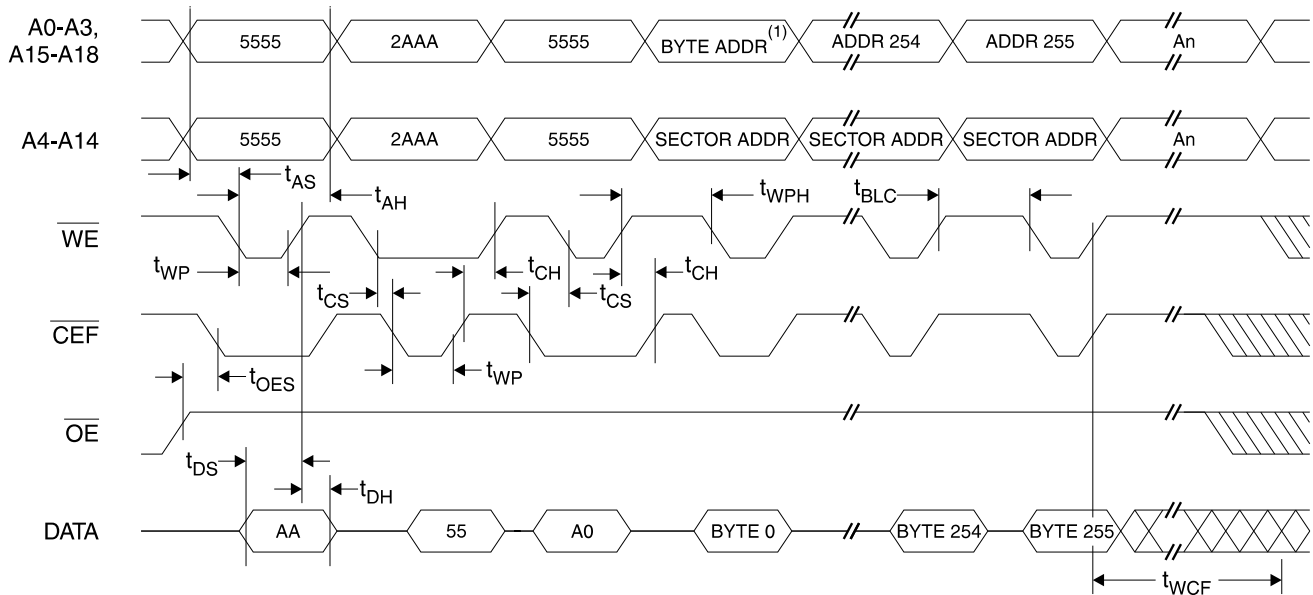 A0-A3,
A15-A18
5555 2AAA 5555 BYTE ADDR(1) ADDR 254 ADDR 255 An
A4-A14 5555 2AAA 5555 SECTOR ADDR SECTOR ADDR SECTOR ADDR An
tAS tAH tWPH tBLC
WE
tWP tCS tCH tCS tCH
CEF
tOES tWP
OE
tDS tDH
DATA AA 55 A0 BYTE 0 BYTE 254 BYTE 255
tWCF